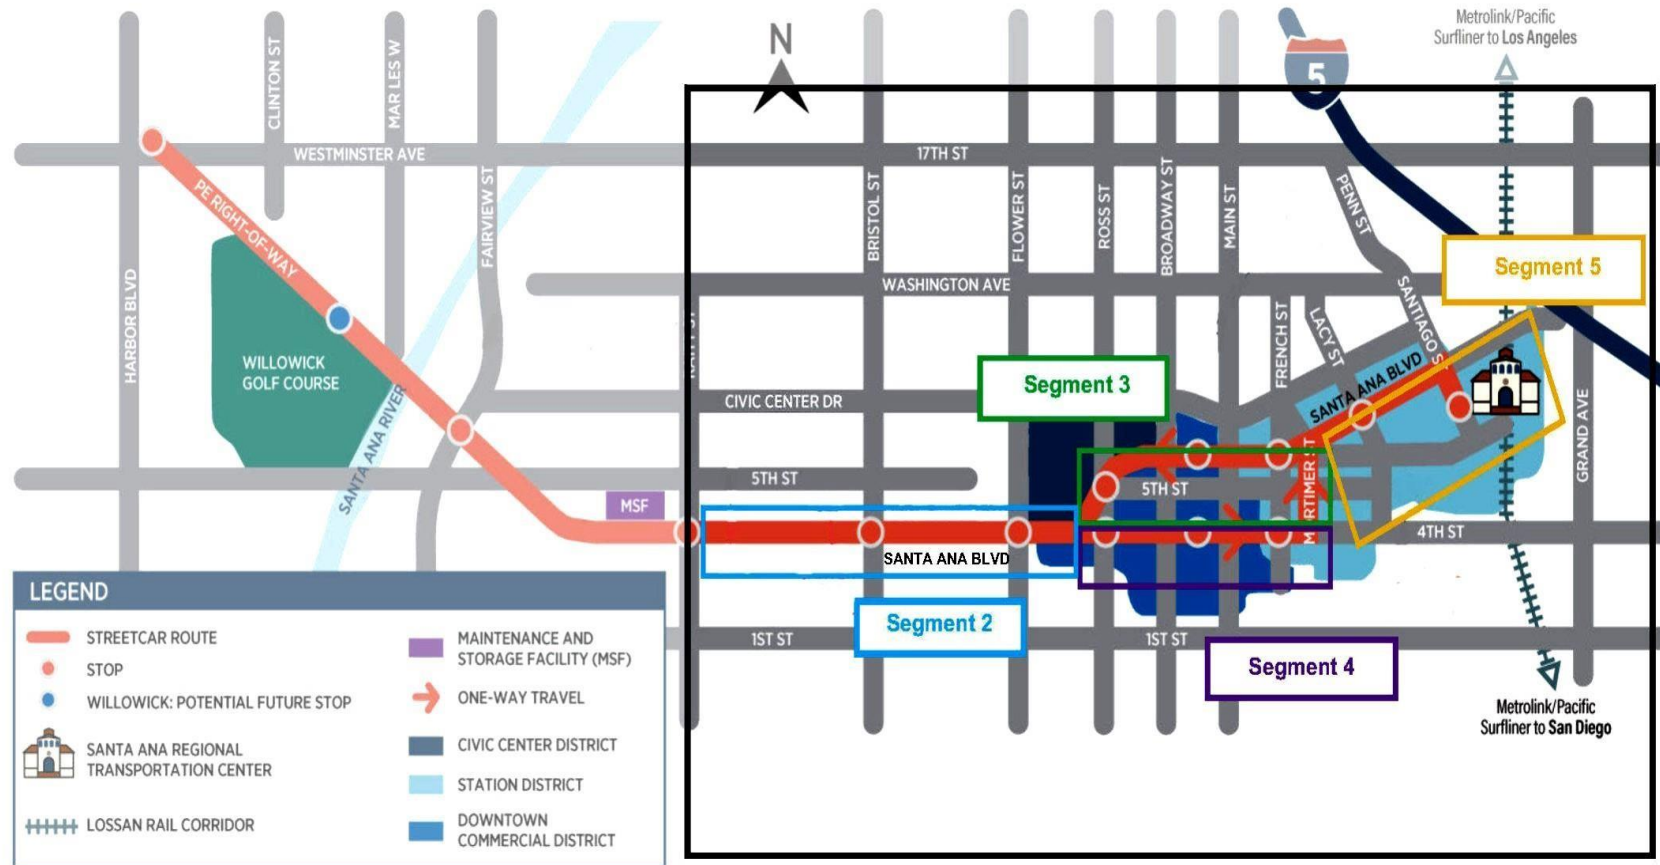 Metrolink/Pacific
Surfliner to Los Angeles
N
5
CLINTON ST
MAR LES W
WESTMINSTER AVE
17TH ST
PE RIGHT-OF-WAY
FAIRVIEW ST
BRISTOL ST
FLOWER ST
ROSS ST
BROADWAY ST
MAIN ST
PENN ST
Segment 5
HARBOR BLVD
WASHINGTON AVE
SANTIAGO S
FRENCH ST
LACY ST
WILLOWICK
GOLF COURSE
SANTA ANA RIVER
Segment 3
CIVIC CENTER DR
SANTA ANA BLVD
GRAND AVE
5TH ST
5TH ST
MSF
4TH ST
SANTA ANA BLVD
Segment 2
1ST ST
1ST ST
Segment 4
Metrolink/Pacific
Surfliner to San Diego
LEGEND
STREETCAR ROUTE
STOP
WILLOWICK: POTENTIAL FUTURE STOP
SANTA ANA REGIONAL
TRANSPORTATION CENTER
LOSSAN RAIL CORRIDOR
MAINTENANCE AND
STORAGE FACILITY (MSF)
ONE-WAY TRAVEL
CIVIC CENTER DISTRICT
STATION DISTRICT
DOWNTOWN
COMMERCIAL DISTRICT